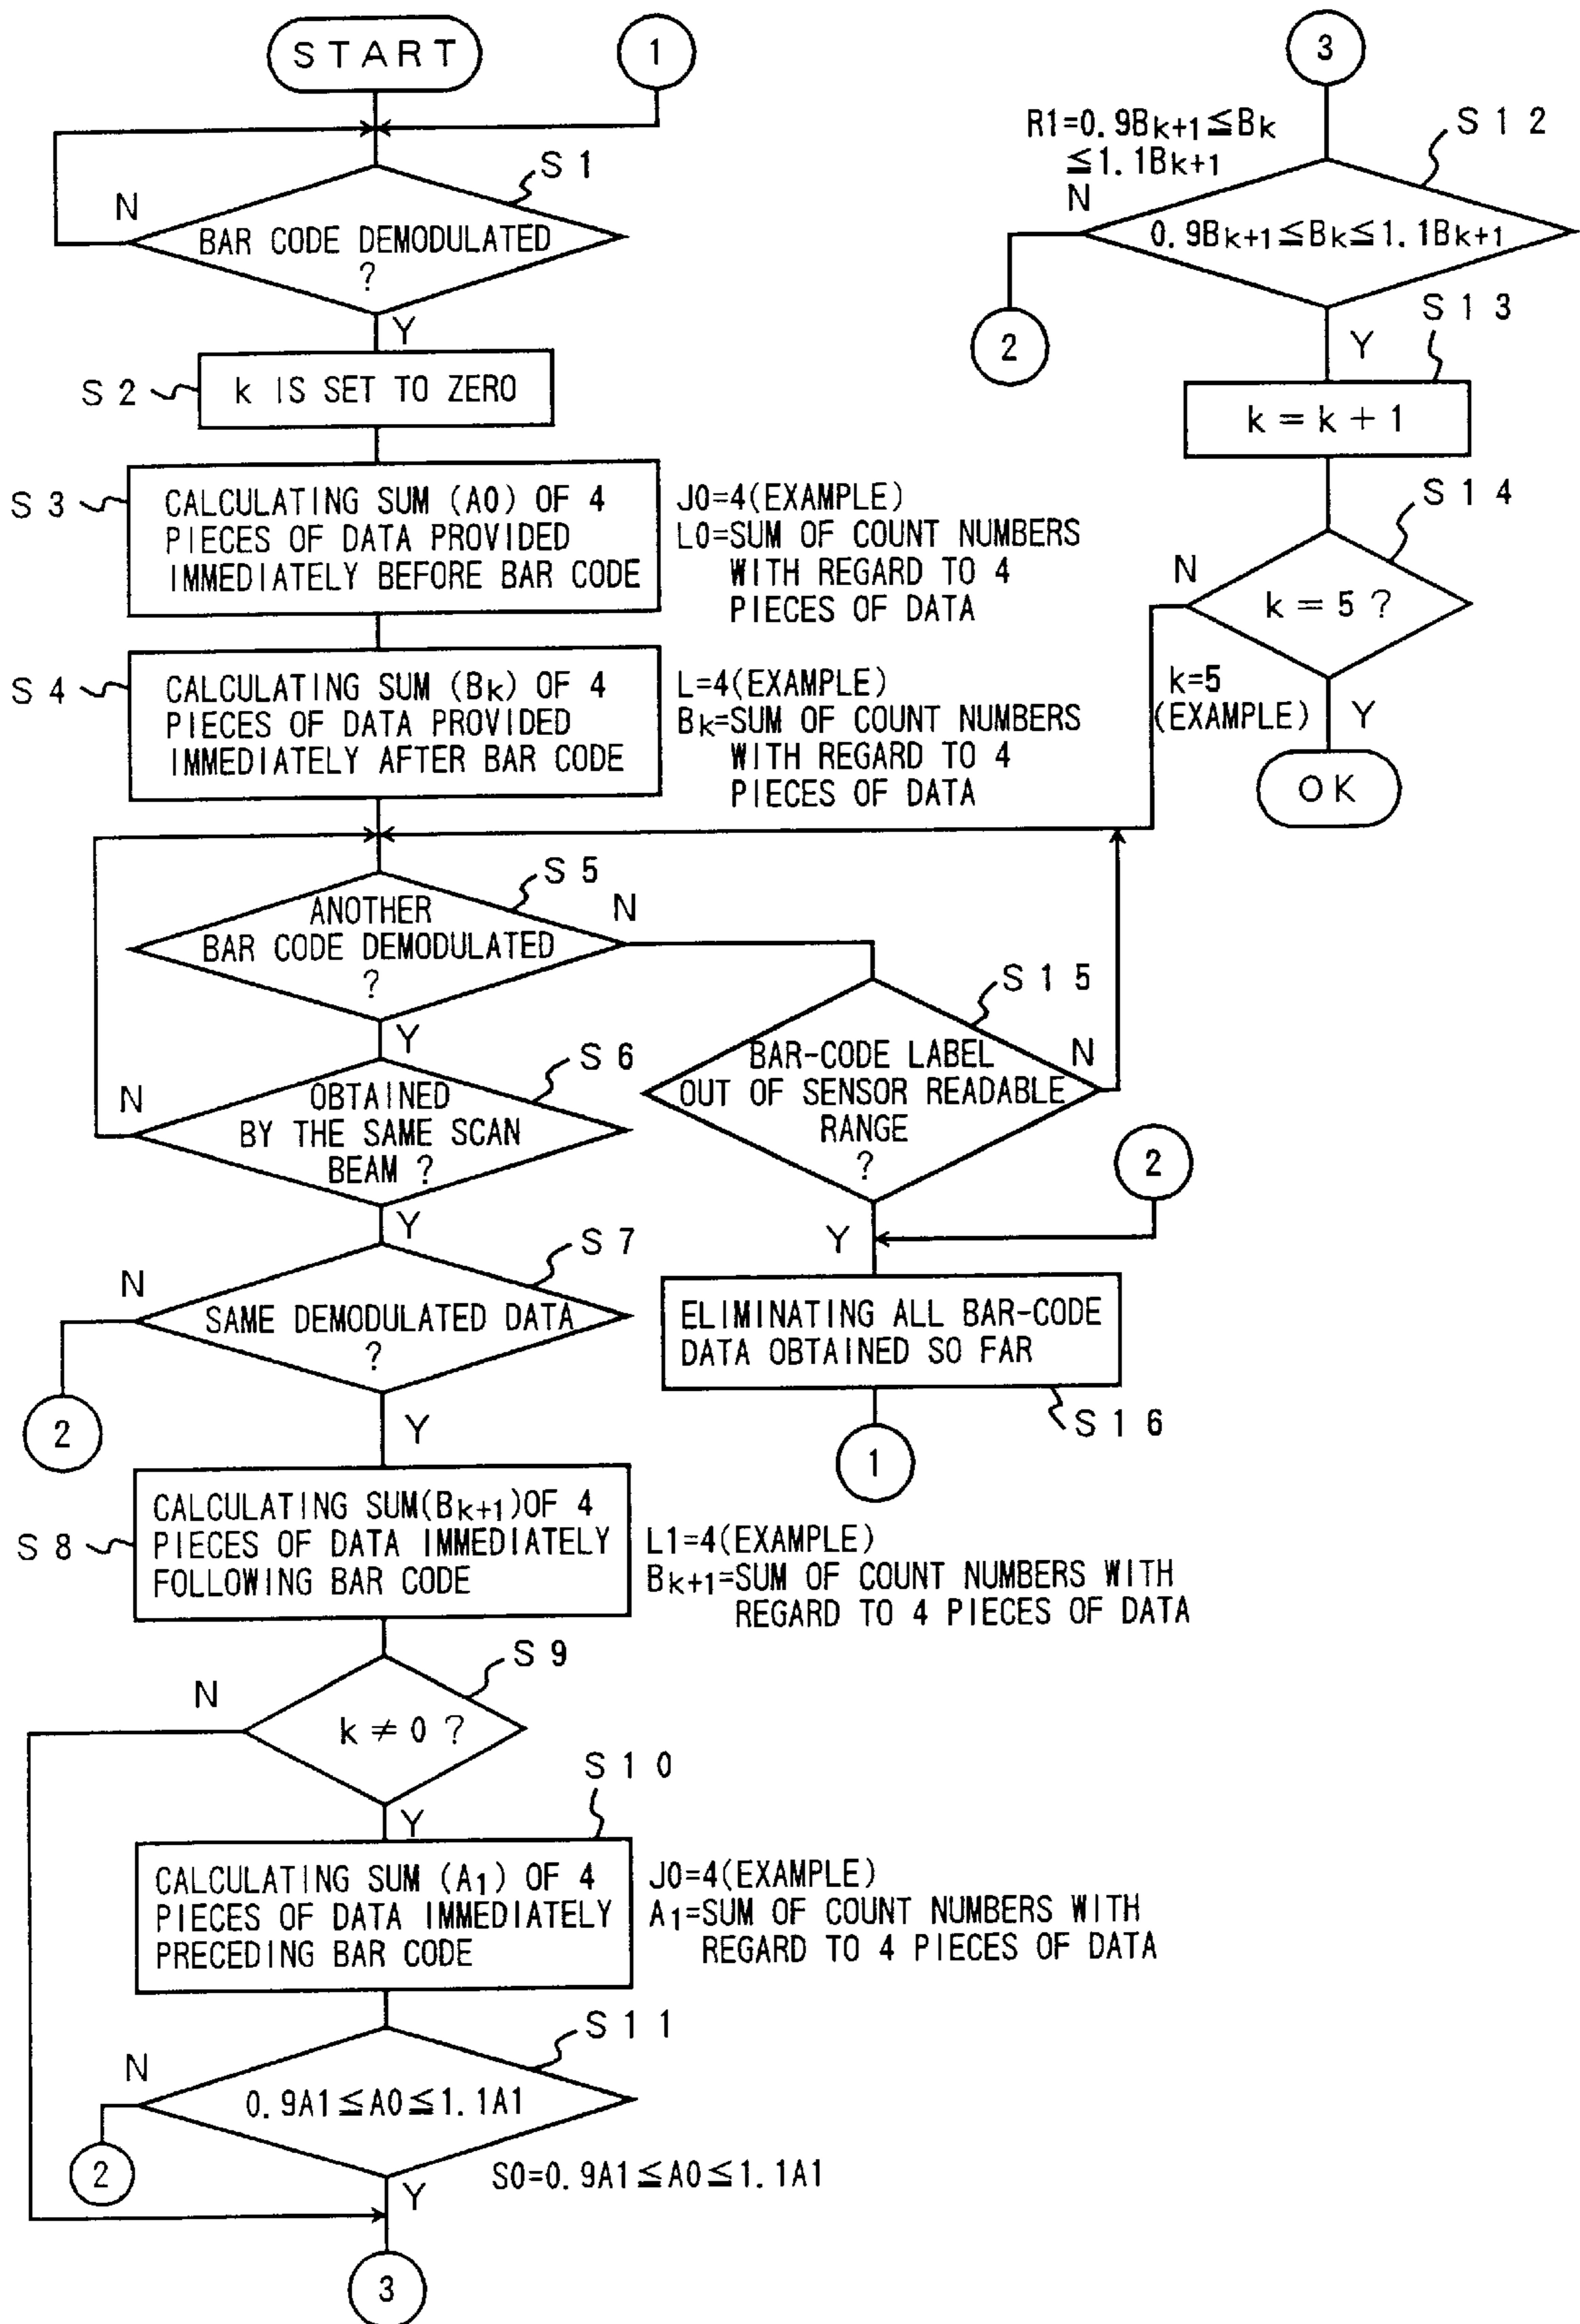 START
1
S1
N
BAR CODE DEMODULATED
?
Y
S2
k IS SET TO ZERO
S3
CALCULATING SUM (A0) OF 4
PIECES OF DATA PROVIDED
IMMEDIATELY BEFORE BAR CODE
J0=4(EXAMPLE)
L0=SUM OF COUNT NUMBERS
WITH REGARD TO 4
PIECES OF DATA
S4
CALCULATING SUM (Bk) OF 4
PIECES OF DATA PROVIDED
IMMEDIATELY AFTER BAR CODE
L=4(EXAMPLE)
Bk=SUM OF COUNT NUMBERS
WITH REGARD TO 4
PIECES OF DATA
S5
N
ANOTHER
BAR CODE DEMODULATED
?
Y
S6
N
OBTAINED
BY THE SAME SCAN
BEAM ?
Y
S7
N
SAME DEMODULATED DATA
?
2
Y
S15
N
BAR-CODE LABEL
OUT OF SENSOR READABLE
RANGE
?
2
Y
ELIMINATING ALL BAR-CODE
DATA OBTAINED SO FAR
S16
1
S8
CALCULATING SUM(Bk+1)OF 4
PIECES OF DATA IMMEDIATELY
FOLLOWING BAR CODE
L1=4(EXAMPLE)
Bk+1=SUM OF COUNT NUMBERS WITH
REGARD TO 4 PIECES OF DATA
S9
N
k ≠ 0 ?
Y
S10
CALCULATING SUM (A1) OF 4
PIECES OF DATA IMMEDIATELY
PRECEDING BAR CODE
J0=4(EXAMPLE)
A1=SUM OF COUNT NUMBERS WITH
REGARD TO 4 PIECES OF DATA
S11
N
0.9A1≦A0≦1.1A1
2
S0=0.9A1≦A0≦1.1A1
Y
3
3
R1=0.9Bk+1≦Bk
≦1.1Bk+1
S12
N
0.9Bk+1≦Bk≦1.1Bk+1
2
Y
S13
k = k + 1
S14
N
k = 5 ?
k=5
(EXAMPLE)
Y
OK